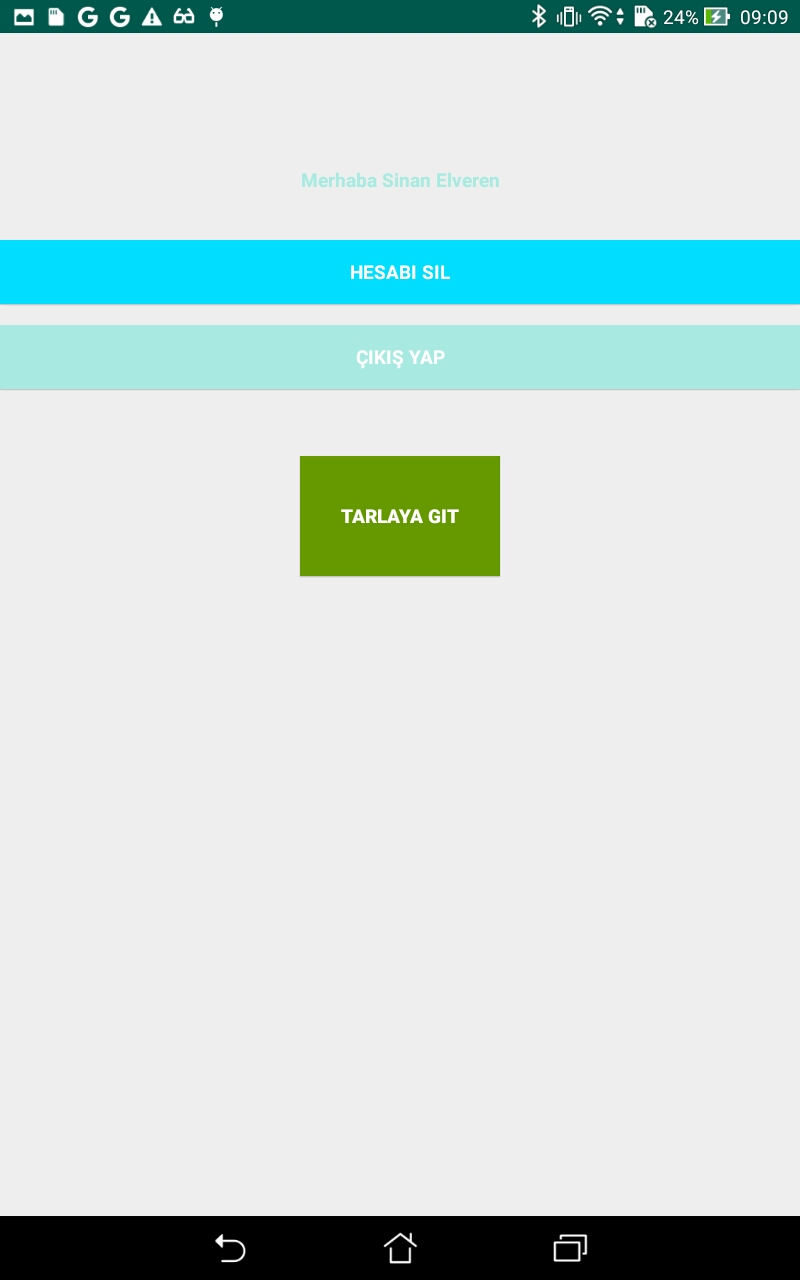 24% 09:09
Merhaba Sinan Elveren
HESABI SIL
ÇIKIŞ YAP
TARLAYA GIT